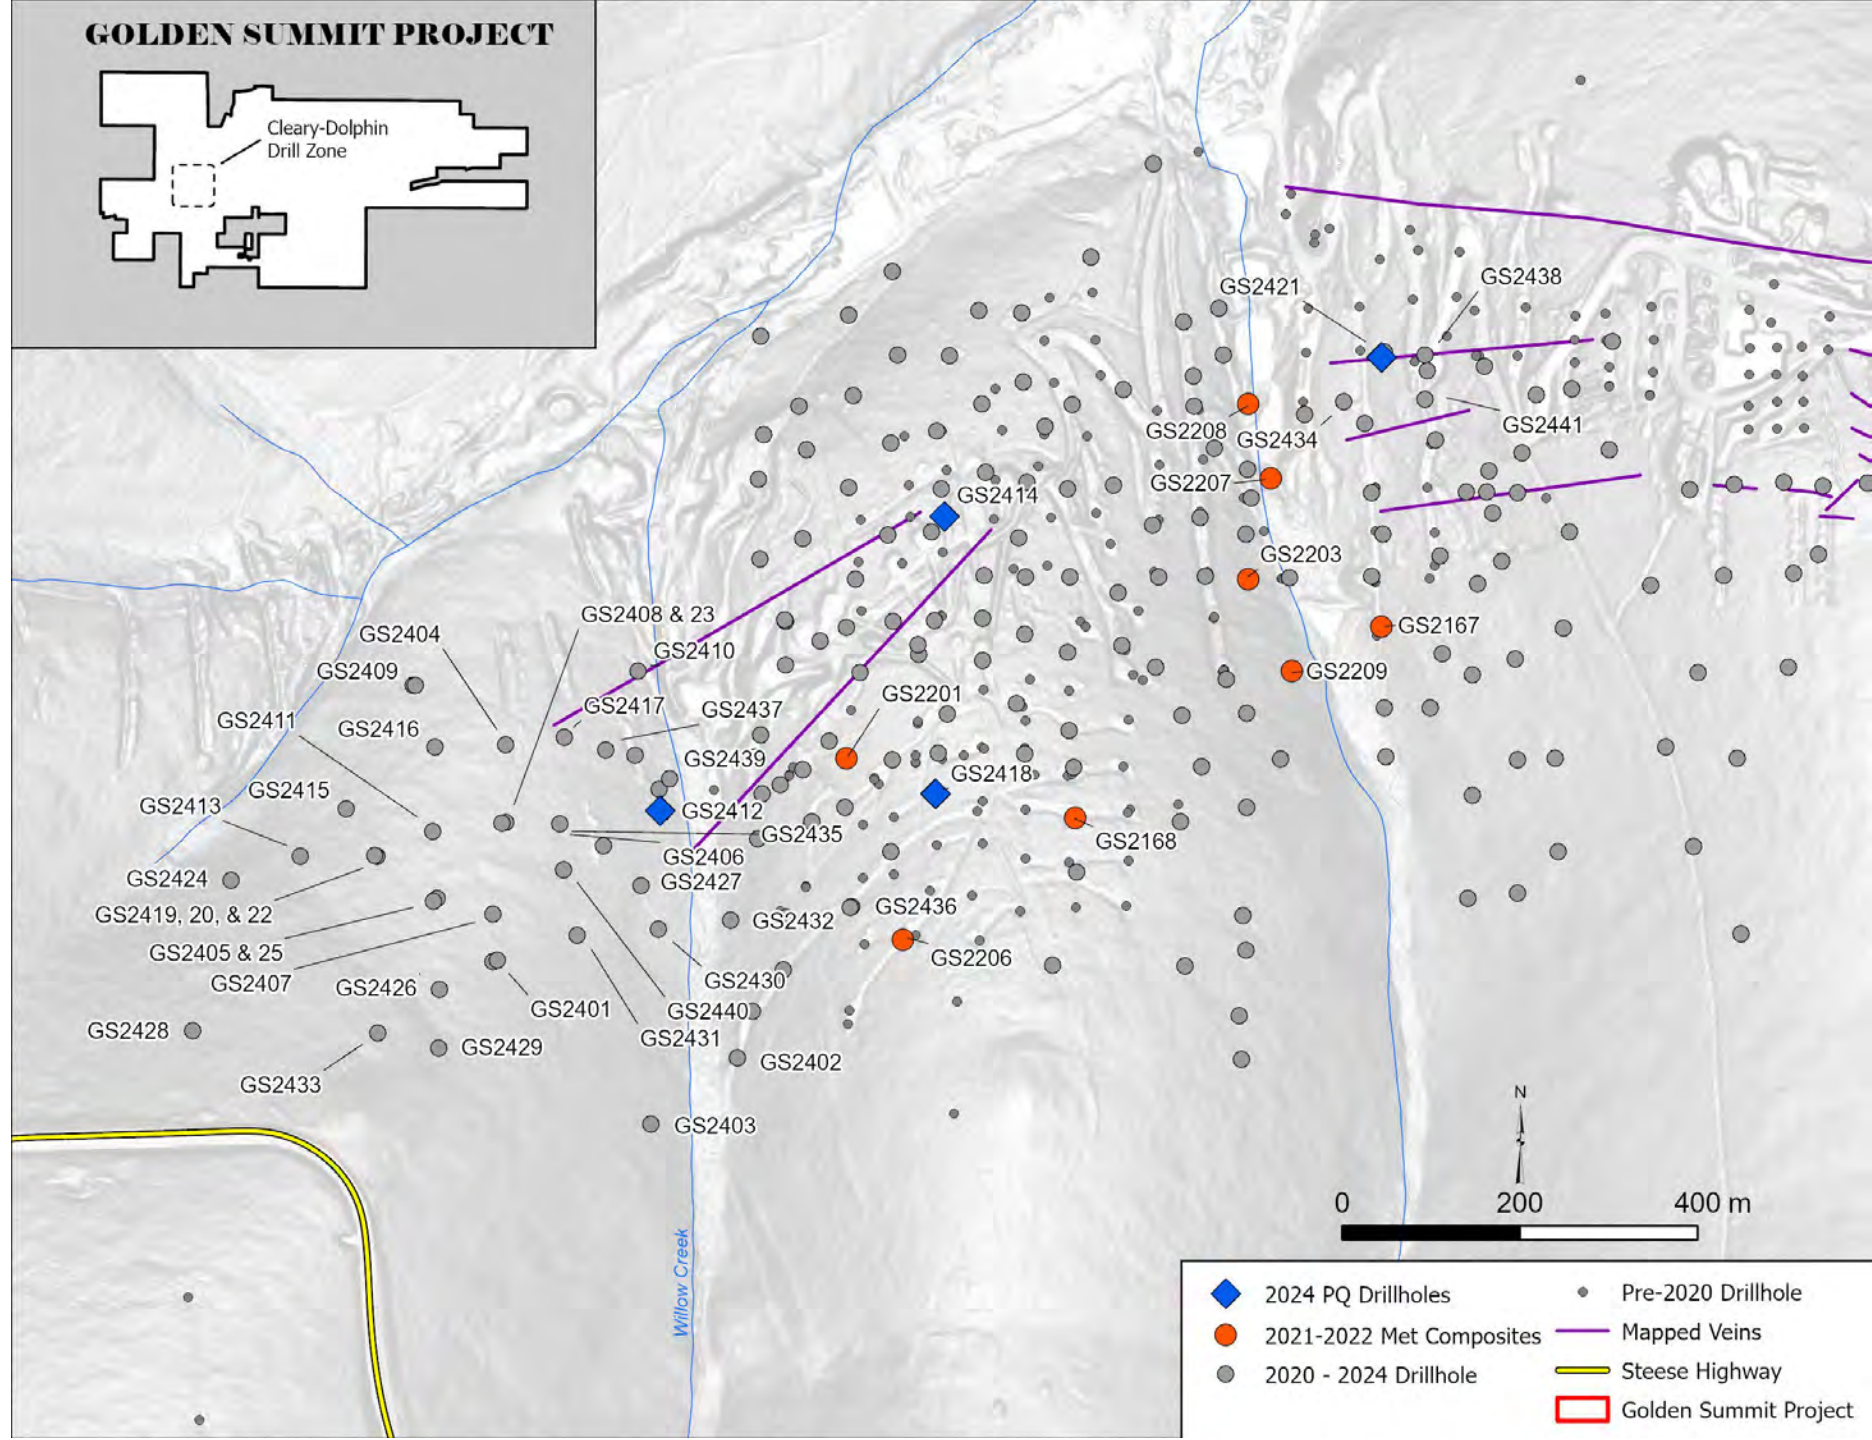 GOLDEN SUMMIT PROJECT
Cleary-Dolphin
Drill Zone
GS2438
GS2421
GS2208
GS2434
GS2441
GS2207
GS2414
GS2203
GS2408 & 23
GS2404
GS2167
GS2410
GS2409
GS2209
GS2201
GS2417
GS2437
GS2411
GS2416
GS2439
GS2418
GS2415
GS2413
GS2412
GS2435
GS2168
GS2406
GS2424
GS2427
GS2436
GS2419, 20, & 22
GS2432
GS2405 & 25
GS2206
GS2407
GS2426
GS2430
GS2401
GS2440
GS2428
GS2431
GS2429
GS2402
GS2433
GS2403
N
0 200 400 m
Willow Creek
2024 PQ Drillholes
2021-2022 Met Composites
2020 - 2024 Drillhole
Pre-2020 Drillhole
Mapped Veins
Steese Highway
Golden Summit Project